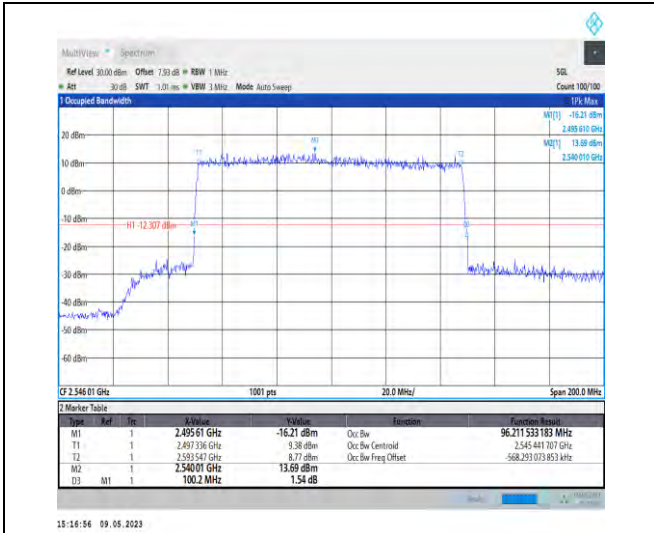 MultiView Spectrum
Ref Level 30.00 dBm Offset 7.93 dB RBW 1 MHz SGL
Att 30 dB SWT 1.01 ms VBW 3 MHz Mode Auto Sweep Count 100/100
1 Occupied Bandwidth 1Pk Max
M1[1] -16.21 dBm
2.495 610 GHz
M2[1] 13.69 dBm
2.540 010 GHz
20 dBm
M2
T1 T2
10 dBm
0 dBm
-10 dBm
H1 -12.307 dBm M1
-20 dBm
-30 dBm
-40 dBm
-50 dBm
-60 dBm
CF 2.546 01 GHz 1001 pts 20.0 MHz/ Span 200.0 MHz
2 Marker Table
Type Ref Trc X-Value Y-Value Function Function Result
M1 1 2.495 61 GHz -16.21 dBm Occ Bw 96.211 533 183 MHz
T1 1 2.497 336 GHz 9.38 dBm Occ Bw Centroid 2.545 441 707 GHz
T2 1 2.593 547 GHz 8.77 dBm Occ Bw Freq Offset -568.293 073 853 kHz
M2 1 2.540 01 GHz 13.69 dBm
D3 M1 1 100.2 MHz 1.54 dB
15:16:56 09.05.2023